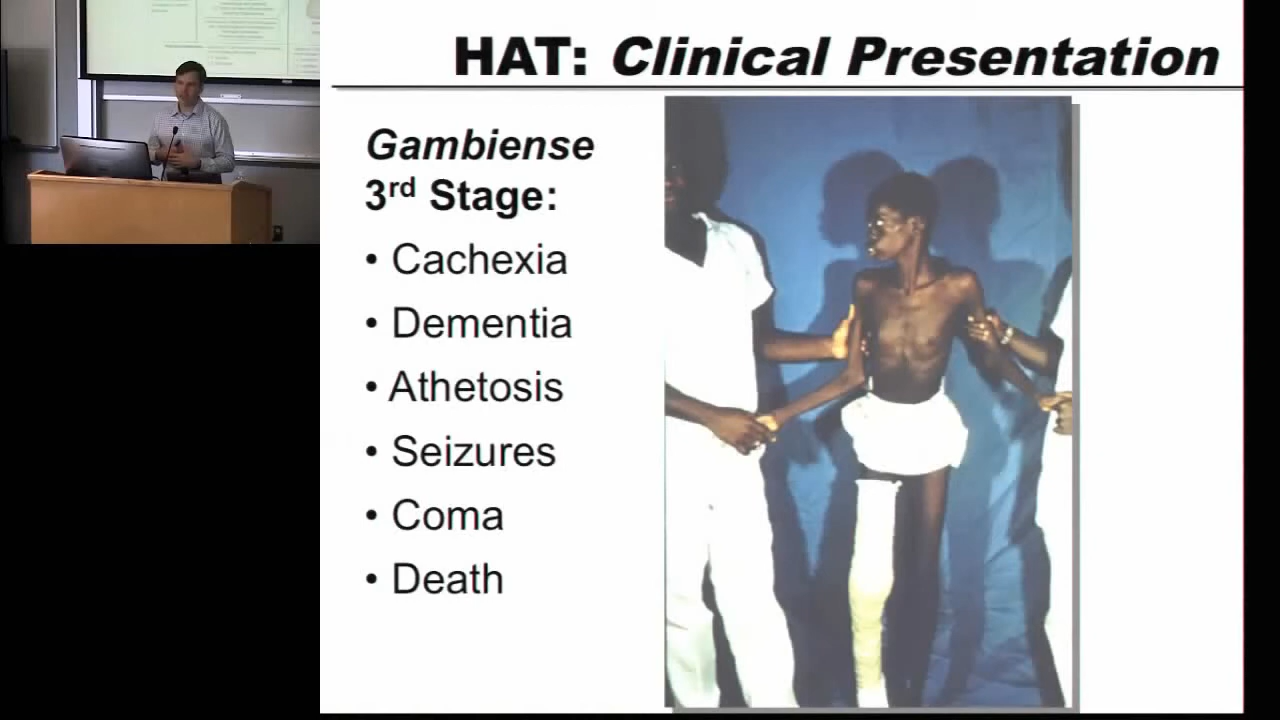 HAT: Clinical Presentation
Gambiense
3rd Stage:
• Cachexia
• Dementia
• Athetosis
• Seizures
• Coma
• Death